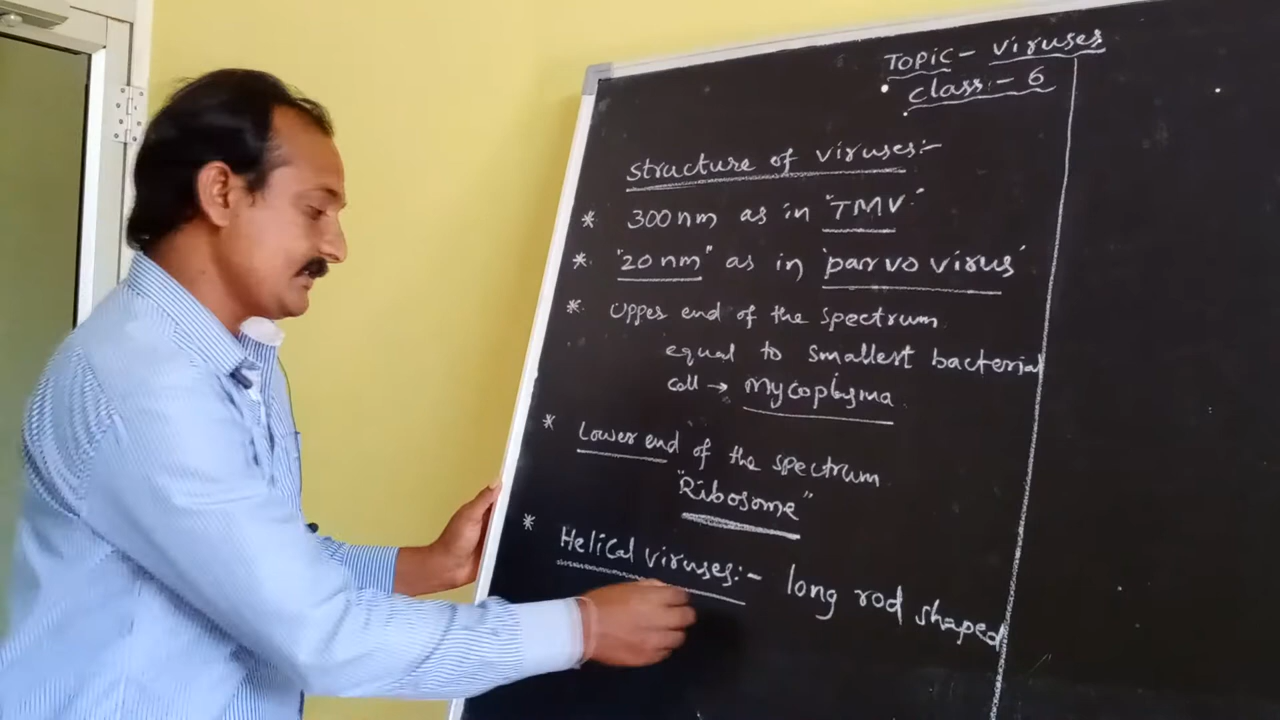 Topic - viruses
class:- 6
structure of viruses:-
* 300 nm as in "TMV"
* "20 nm" as in 'parvo virus'
* Upper end of the spectrum
equal to smallest bacterial
cell → Mycoplasma
* Lower end of the spectrum
"Ribosome"
* Helical viruses:- long rod shaped